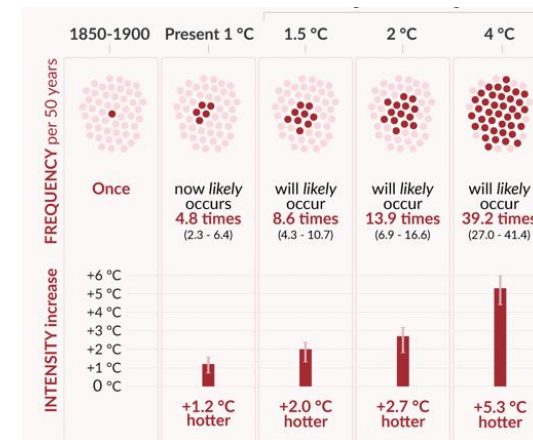 1850-1900 Present 1 °C 1.5 °C 2 °C 4 °C
FREQUENCY per 50 years
Once
now likely occurs 4.8 times (2.3 - 6.4)
will likely occur 8.6 times (4.3 - 10.7)
will likely occur 13.9 times (6.9 - 16.6)
will likely occur 39.2 times (27.0 - 41.4)
INTENSITY increase
+6 °C
+5 °C
+4 °C
+3 °C
+2 °C
+1 °C
0 °C
+1.2 °C hotter
+2.0 °C hotter
+2.7 °C hotter
+5.3 °C hotter